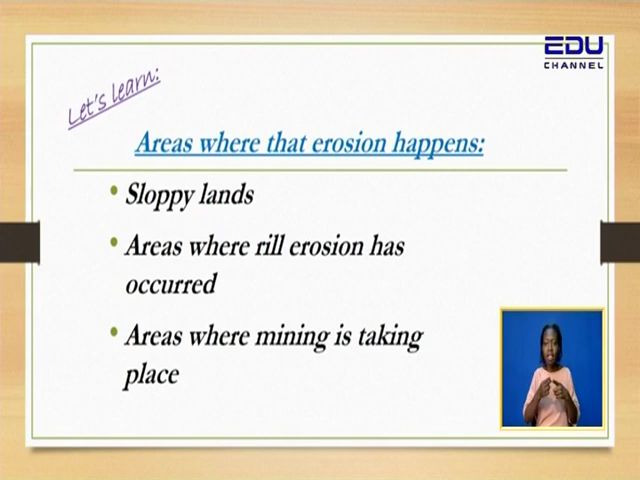 EDU
CHANNEL
Let's learn:
Areas where that erosion happens:
• Sloppy lands
• Areas where rill erosion has
occurred
• Areas where mining is taking
place